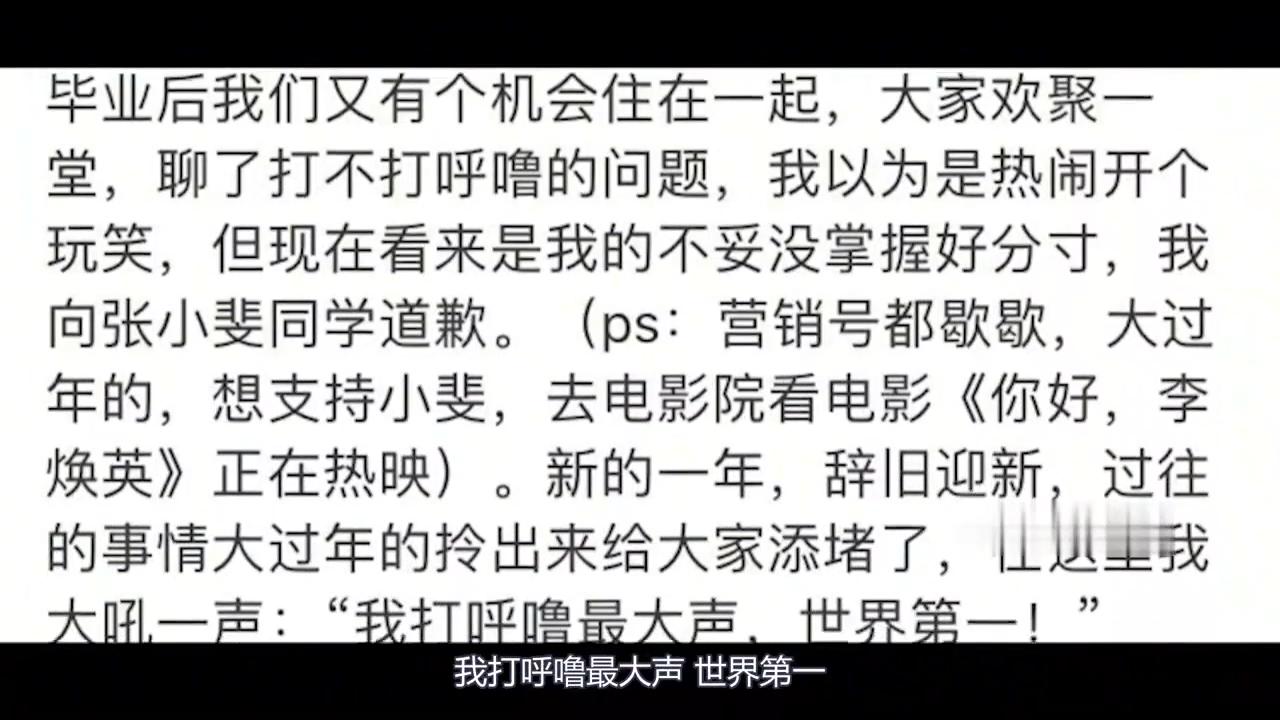 毕业后我们又有个机会住在一起，大家欢聚一
堂，聊了打不打呼噜的问题，我以为是热闹开个
玩笑，但现在看来是我的不妥没掌握好分寸，我
向张小斐同学道歉。（ps：营销号都歇歇，大过
年的，想支持小斐，去电影院看电影《你好，李
焕英》正在热映）。新的一年，辞旧迎新，过往
的事情大过年的拎出来给大家添堵了，在这里我
大吼一声：“我打呼噜最大声，世界第一！”
我打呼噜最大声 世界第一